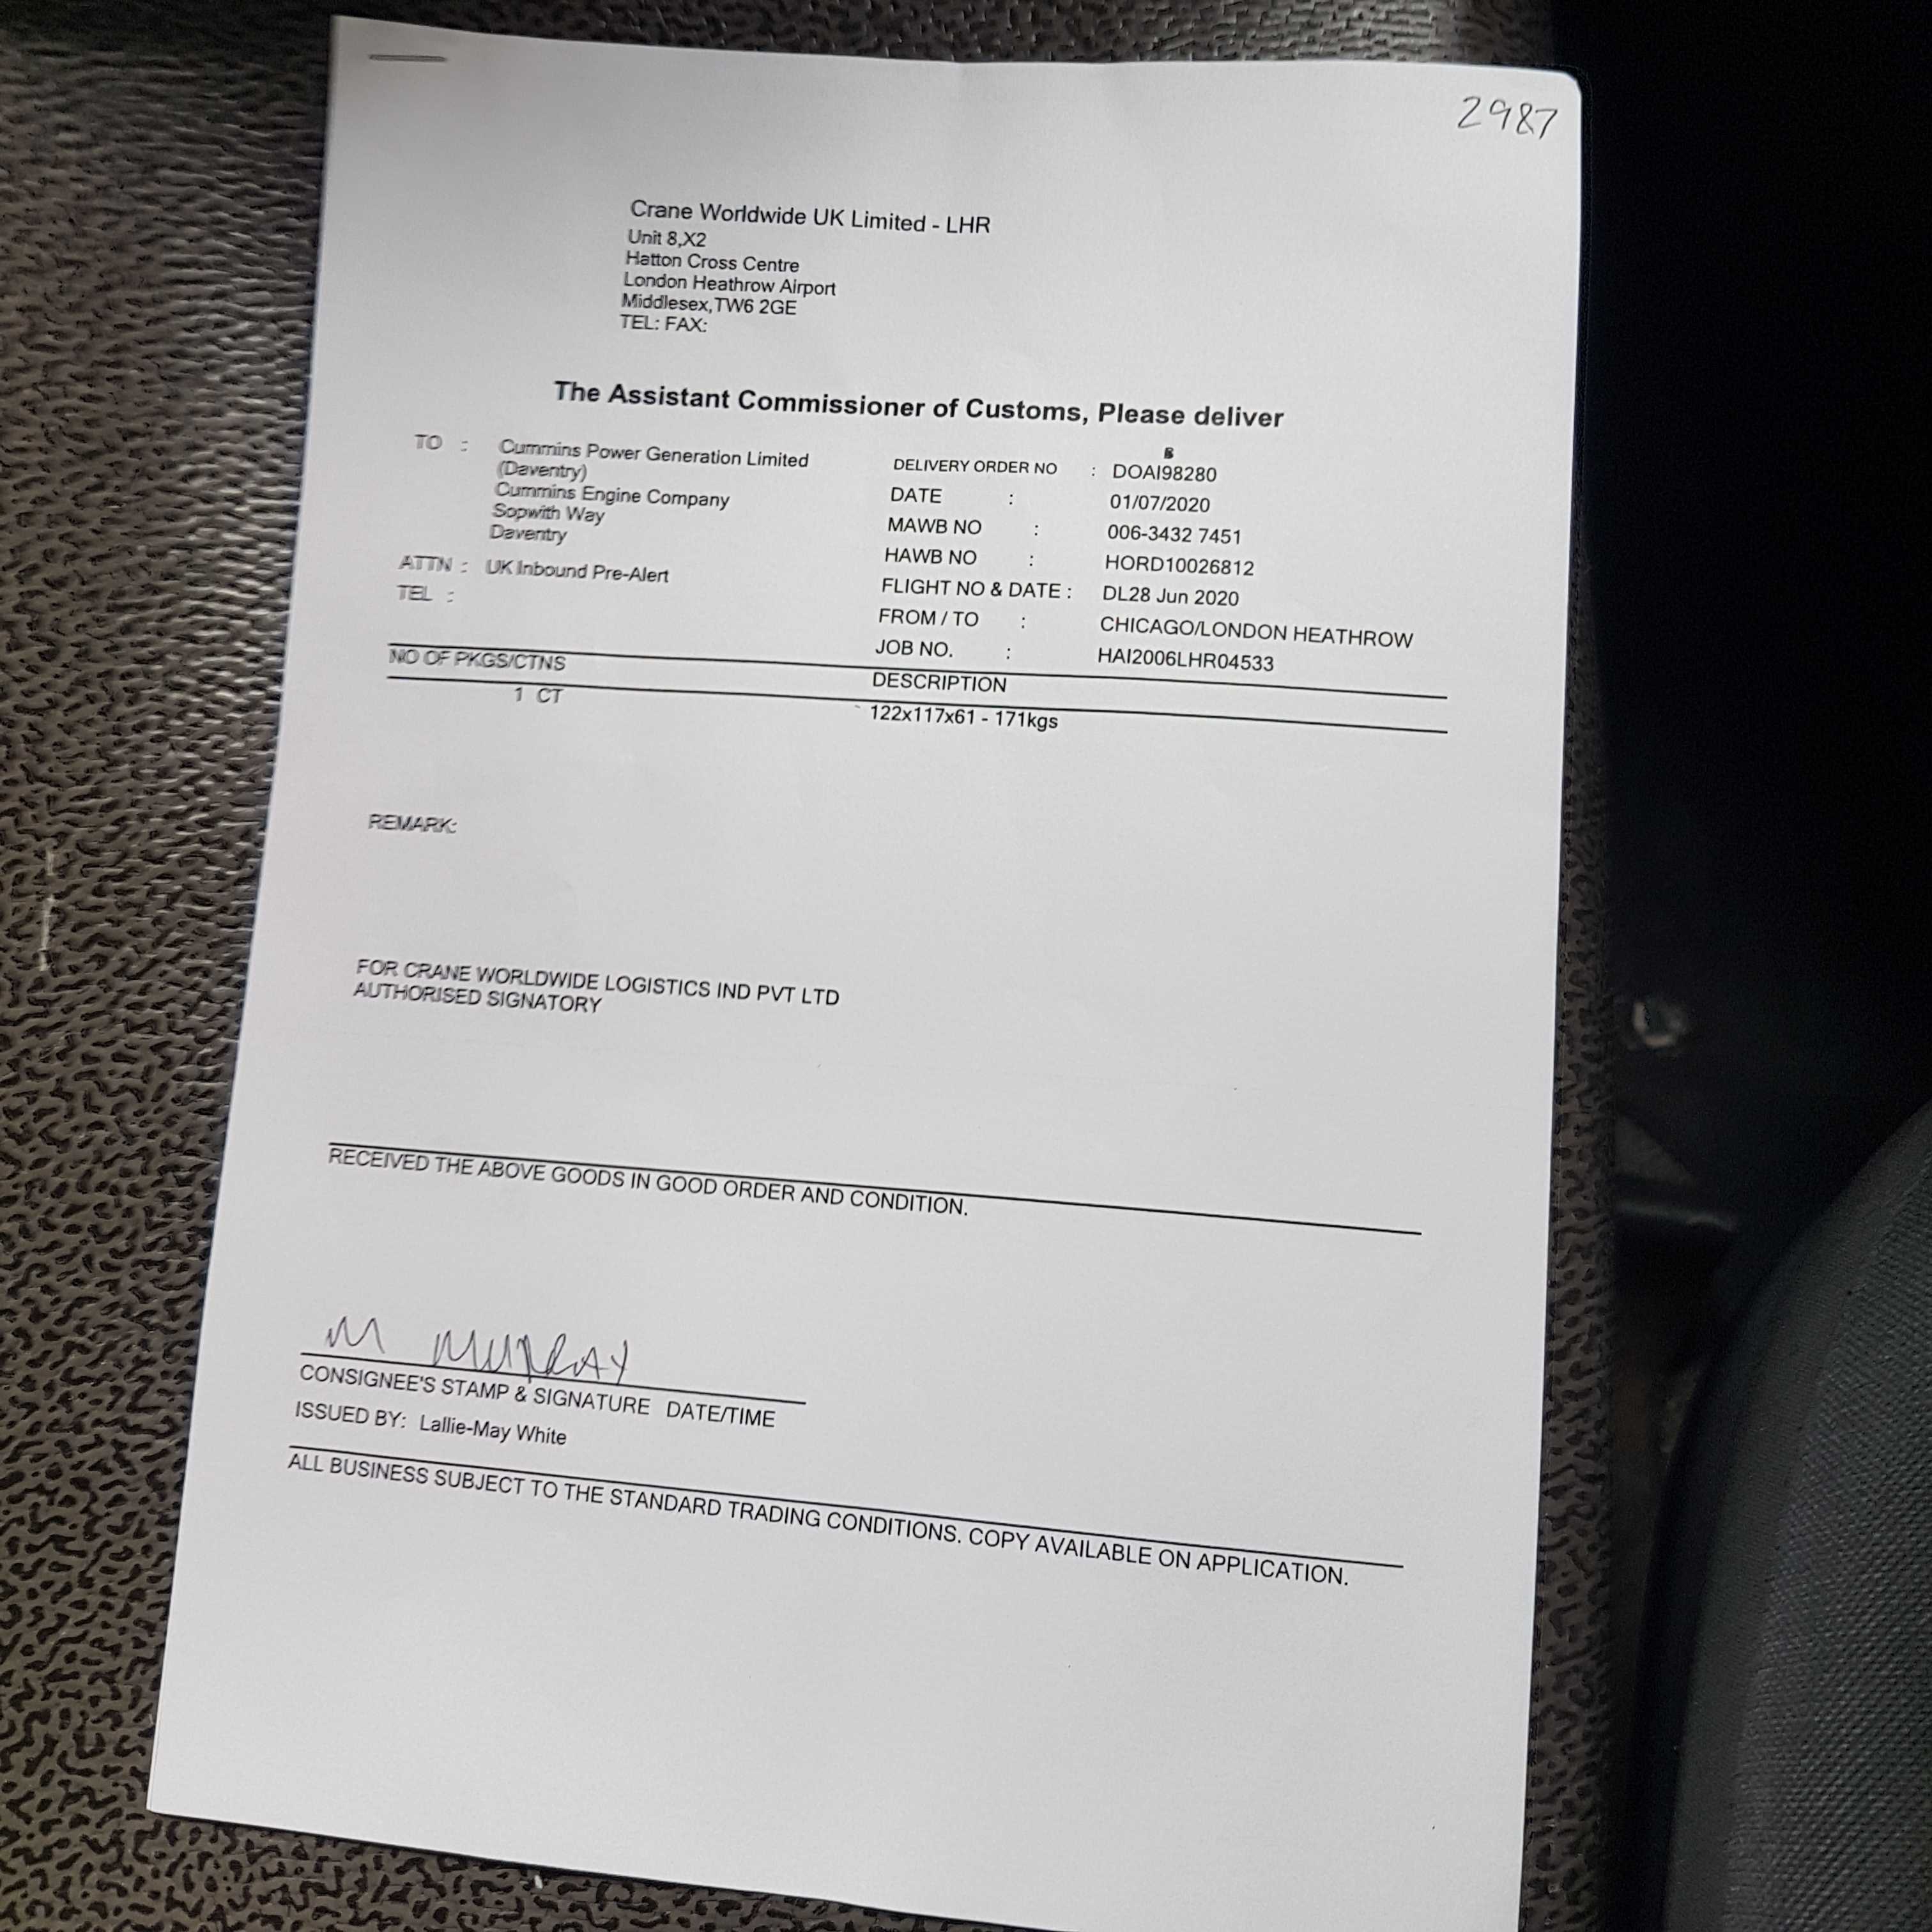 2987
Crane Worldwide UK Limited - LHR
Unit 8,X2
Hatton Cross Centre
London Heathrow Airport
Middlesex,TW6 2GE
TEL: FAX:
The Assistant Commissioner of Customs, Please deliver
TO : Cummins Power Generation Limited
(Daventry)
Cummins Engine Company
Sopwith Way
Daventry
ATTN : UK Inbound Pre-Alert
TEL :
DELIVERY ORDER NO : DOAI98280
DATE : 01/07/2020
MAWB NO : 006-3432 7451
HAWB NO : HORD10026812
FLIGHT NO & DATE : DL28 Jun 2020
FROM / TO : CHICAGO/LONDON HEATHROW
JOB NO. : HAI2006LHR04533
NO OF PKGS/CTNS DESCRIPTION
1 CT 122x117x61 - 171kgs
REMARK:
FOR CRANE WORLDWIDE LOGISTICS IND PVT LTD
AUTHORISED SIGNATORY
RECEIVED THE ABOVE GOODS IN GOOD ORDER AND CONDITION.
M MURRAY
CONSIGNEE'S STAMP & SIGNATURE DATE/TIME
ISSUED BY: Lallie-May White
ALL BUSINESS SUBJECT TO THE STANDARD TRADING CONDITIONS. COPY AVAILABLE ON APPLICATION.